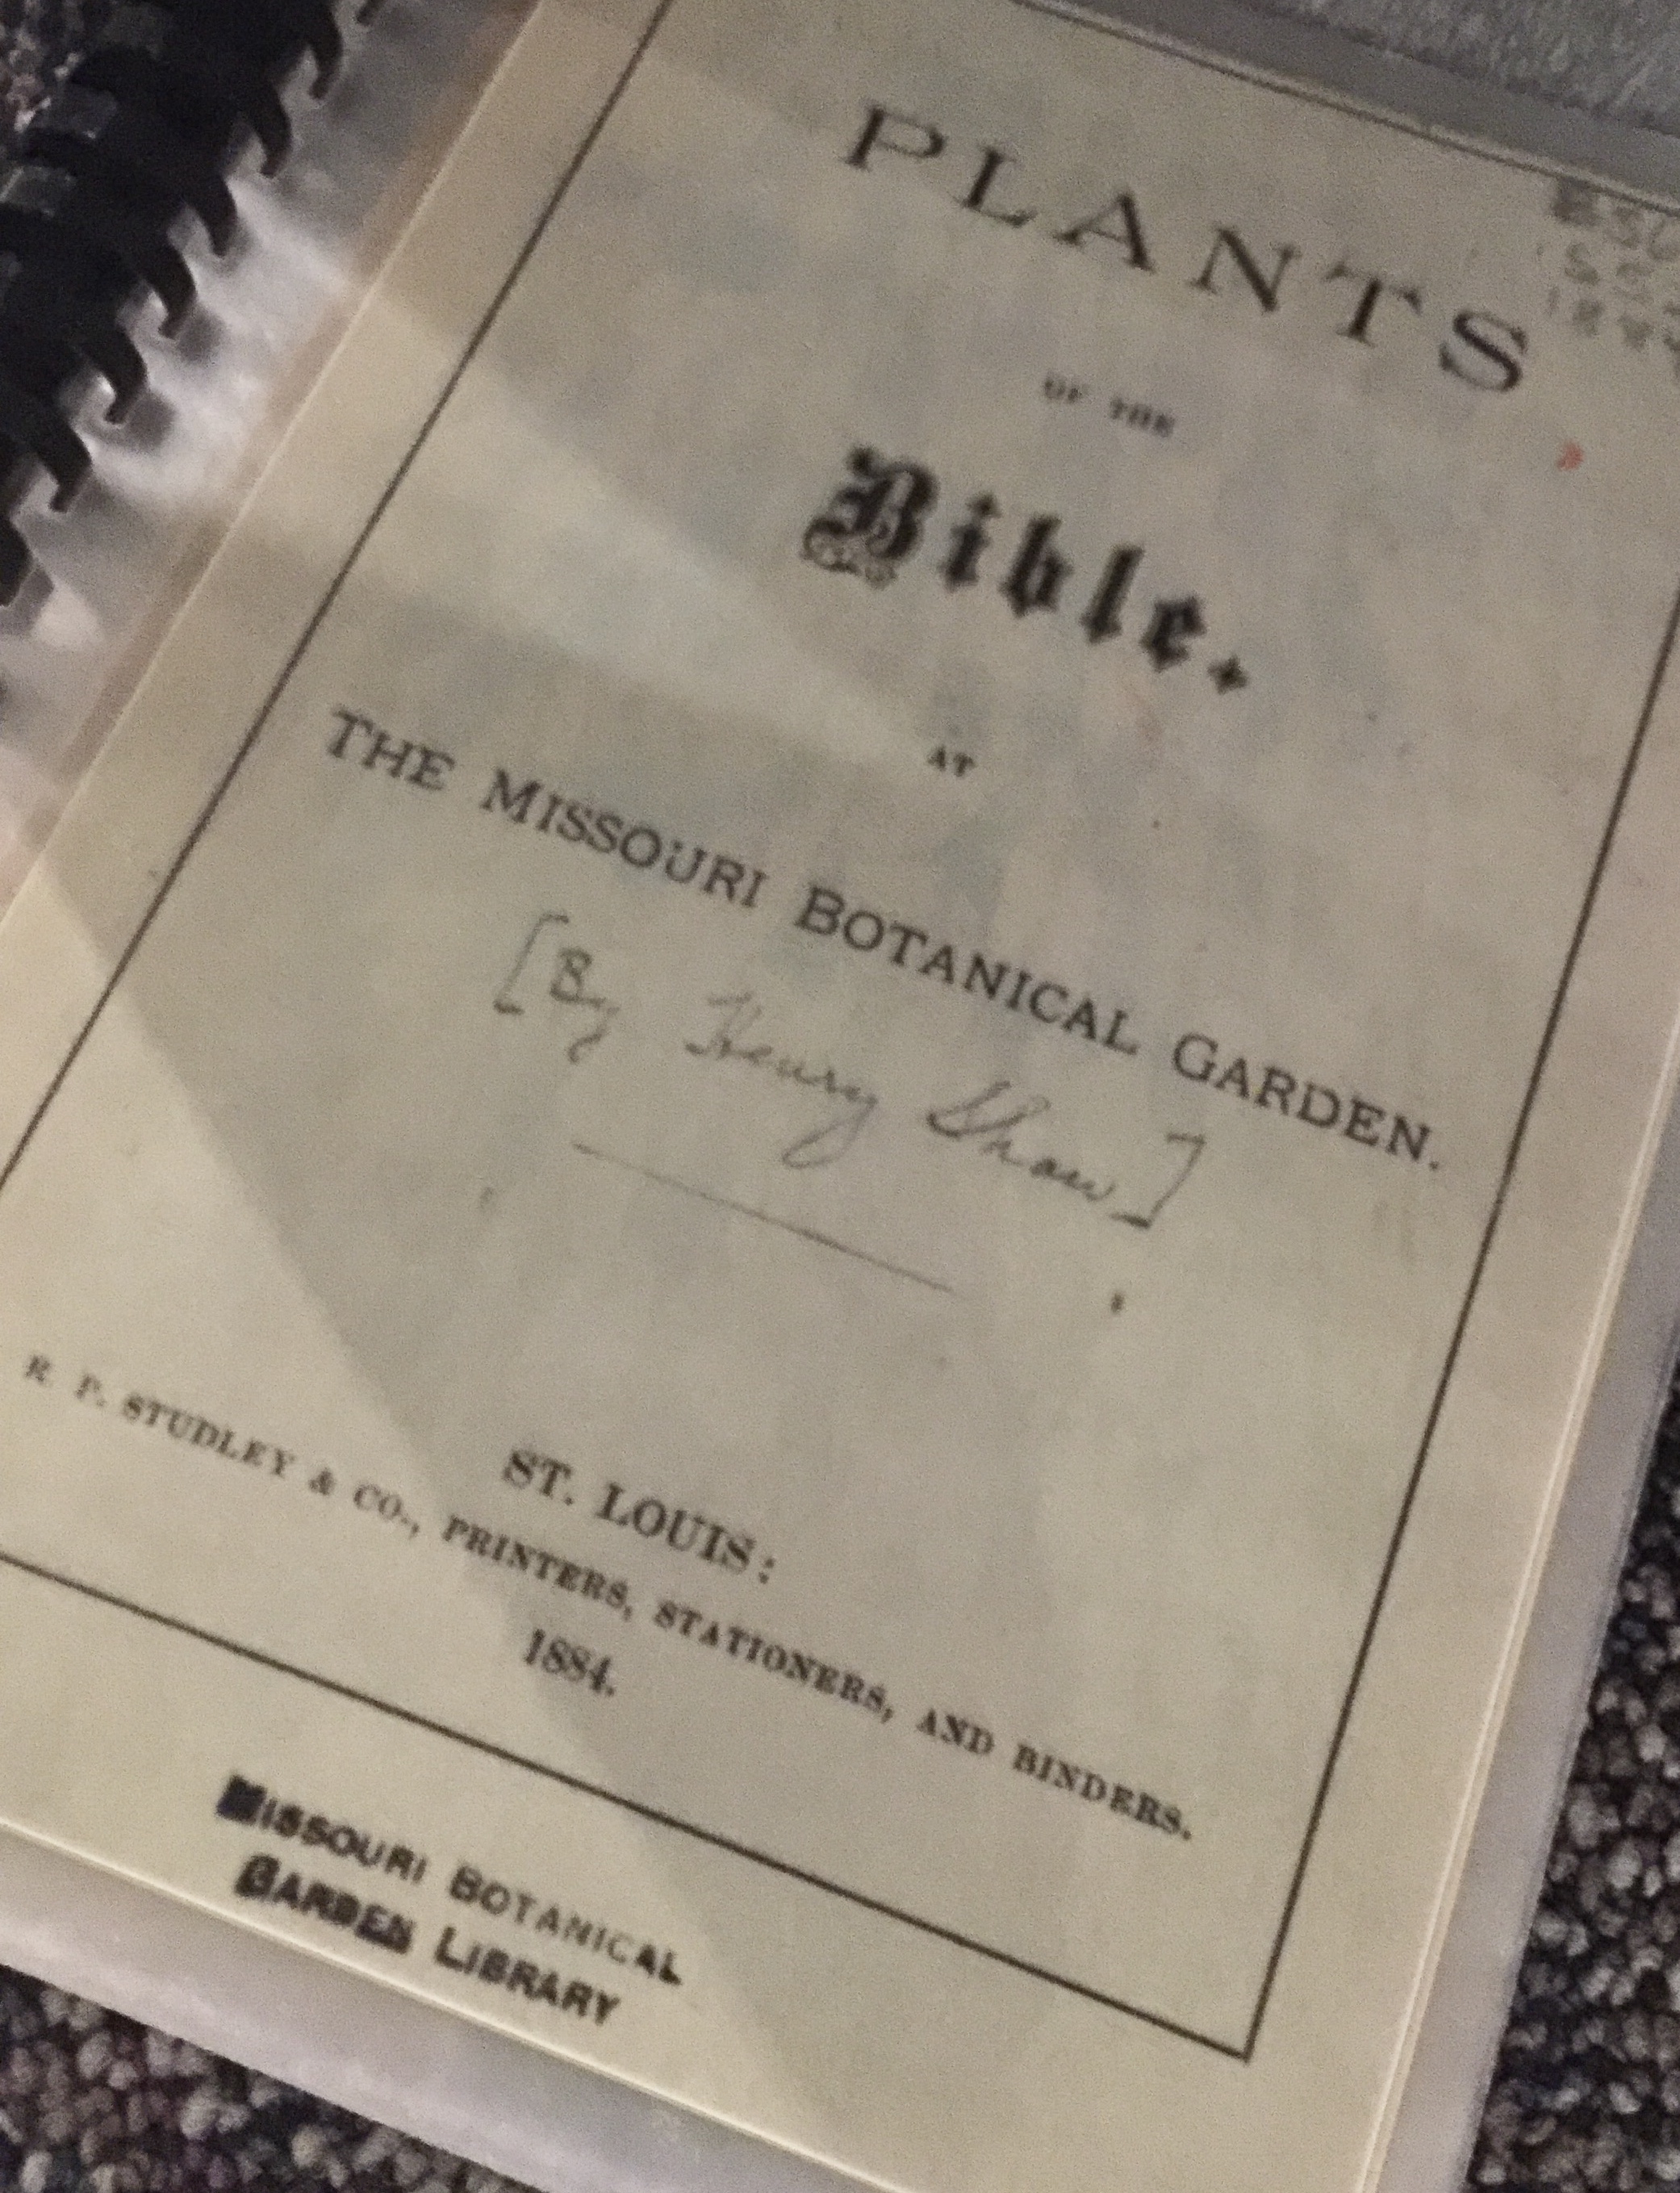 PLANTS
OF THE
Bible.
AT
THE MISSOURI BOTANICAL GARDEN.
[By Henry Shaw]
ST. LOUIS:
R. P. STUDLEY & CO., PRINTERS, STATIONERS, AND BINDERS.
1884.
MISSOURI BOTANICAL
GARDEN LIBRARY